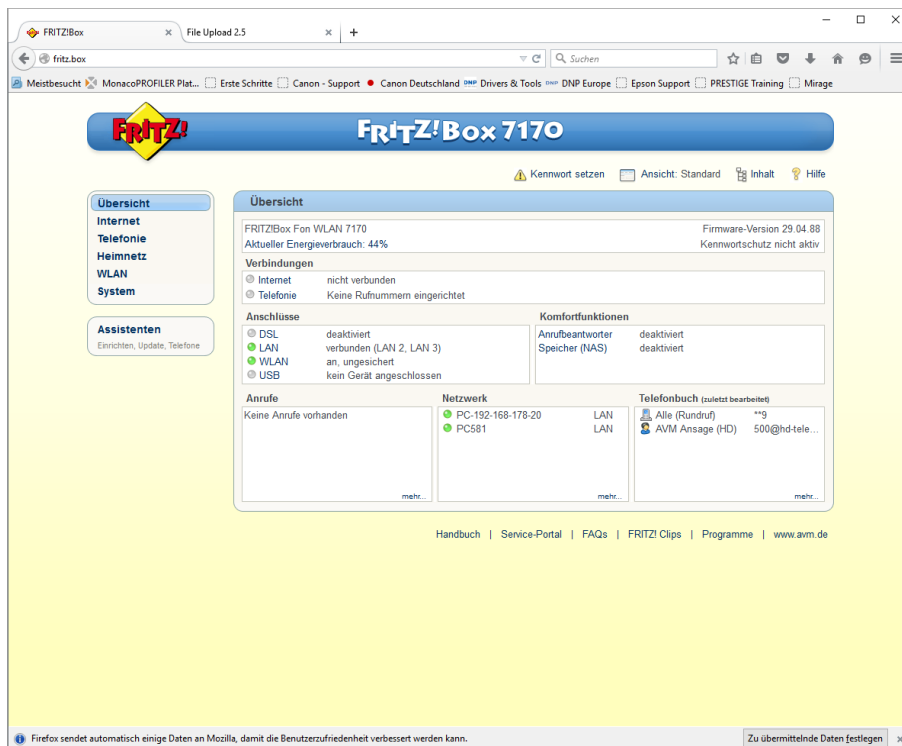 FRITZ!Box
File Upload 2.5
fritz.box
Suchen
Meistbesucht MonacoPROFILER Plat... Erste Schritte Canon - Support Canon Deutschland DNP Drivers & Tools DNP DNP Europe Epson Support PRESTIGE Training Mirage
FRITZ! FRITZ!Box 7170
Kennwort setzen Ansicht: Standard Inhalt Hilfe
Übersicht
Internet
Telefonie
Heimnetz
WLAN
System
Assistenten
Einrichten, Update, Telefone
Übersicht
FRITZ!Box Fon WLAN 7170 Firmware-Version 29.04.88
Aktueller Energieverbrauch: 44% Kennwortschutz nicht aktiv
Verbindungen
Internet nicht verbunden
Telefonie Keine Rufnummern eingerichtet
Anschlüsse
DSL deaktiviert
LAN verbunden (LAN 2, LAN 3)
WLAN an, ungesichert
USB kein Gerät angeschlossen
Komfortfunktionen
Anrufbeantworter deaktiviert
Speicher (NAS) deaktiviert
Anrufe
Keine Anrufe vorhanden
mehr...
Netzwerk
PC-192-168-178-20 LAN
PC581 LAN
mehr...
Telefonbuch (zuletzt bearbeitet)
Alle (Rundruf) **9
AVM Ansage (HD) 500@hd-tele...
mehr...
Handbuch | Service-Portal | FAQs | FRITZ! Clips | Programme | www.avm.de
Firefox sendet automatisch einige Daten an Mozilla, damit die Benutzerzufriedenheit verbessert werden kann. Zu übermittelnde Daten festlegen